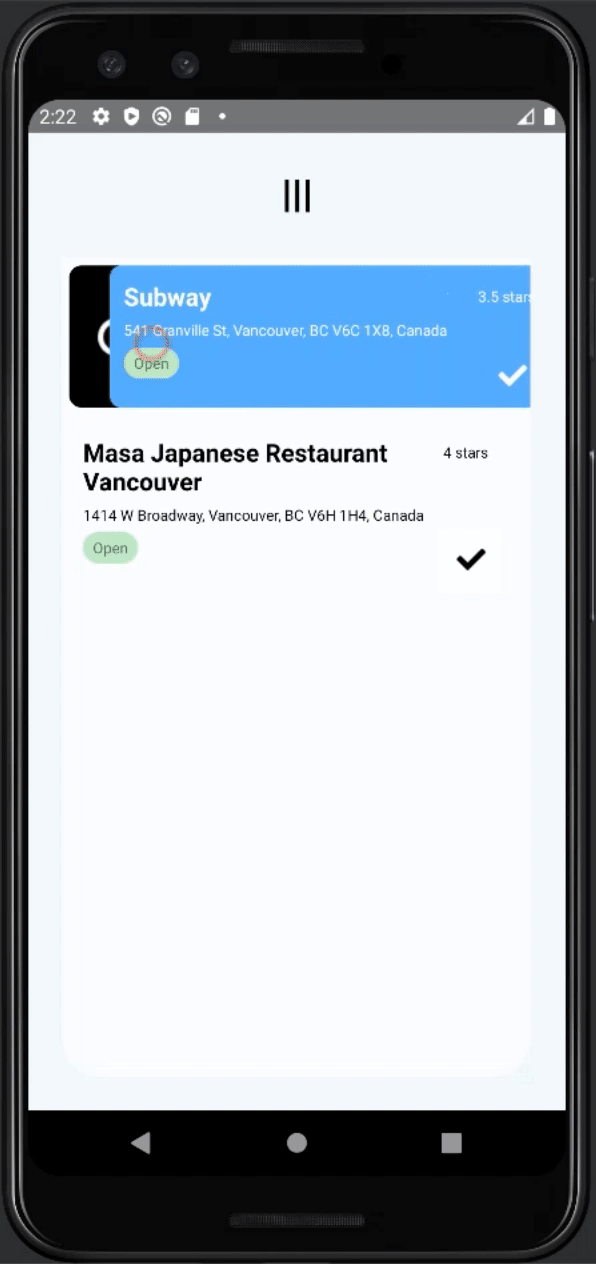 2:22
Subway
3.5 stars
541 Granville St, Vancouver, BC V6C 1X8, Canada
Open
Masa Japanese Restaurant
Vancouver
4 stars
1414 W Broadway, Vancouver, BC V6H 1H4, Canada
Open